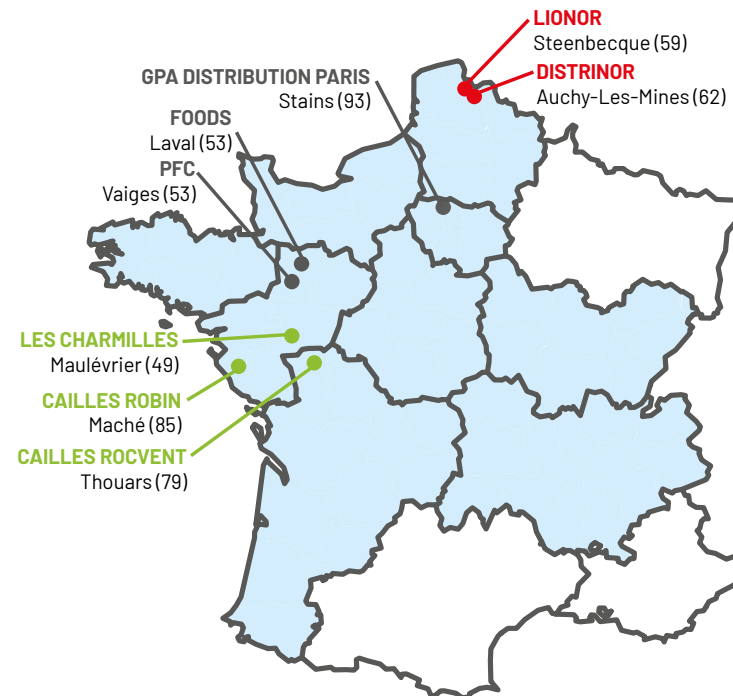 LIONOR
Steenbecque (59)
DISTRINOR
Auchy-Les-Mines (62)
GPA DISTRIBUTION PARIS
Stains (93)
FOODS
Laval (53)
PFC
Vaiges (53)
LES CHARMILLES
Maulévrier (49)
CAILLES ROBIN
Maché (85)
CAILLES ROCVENT
Thouars (79)